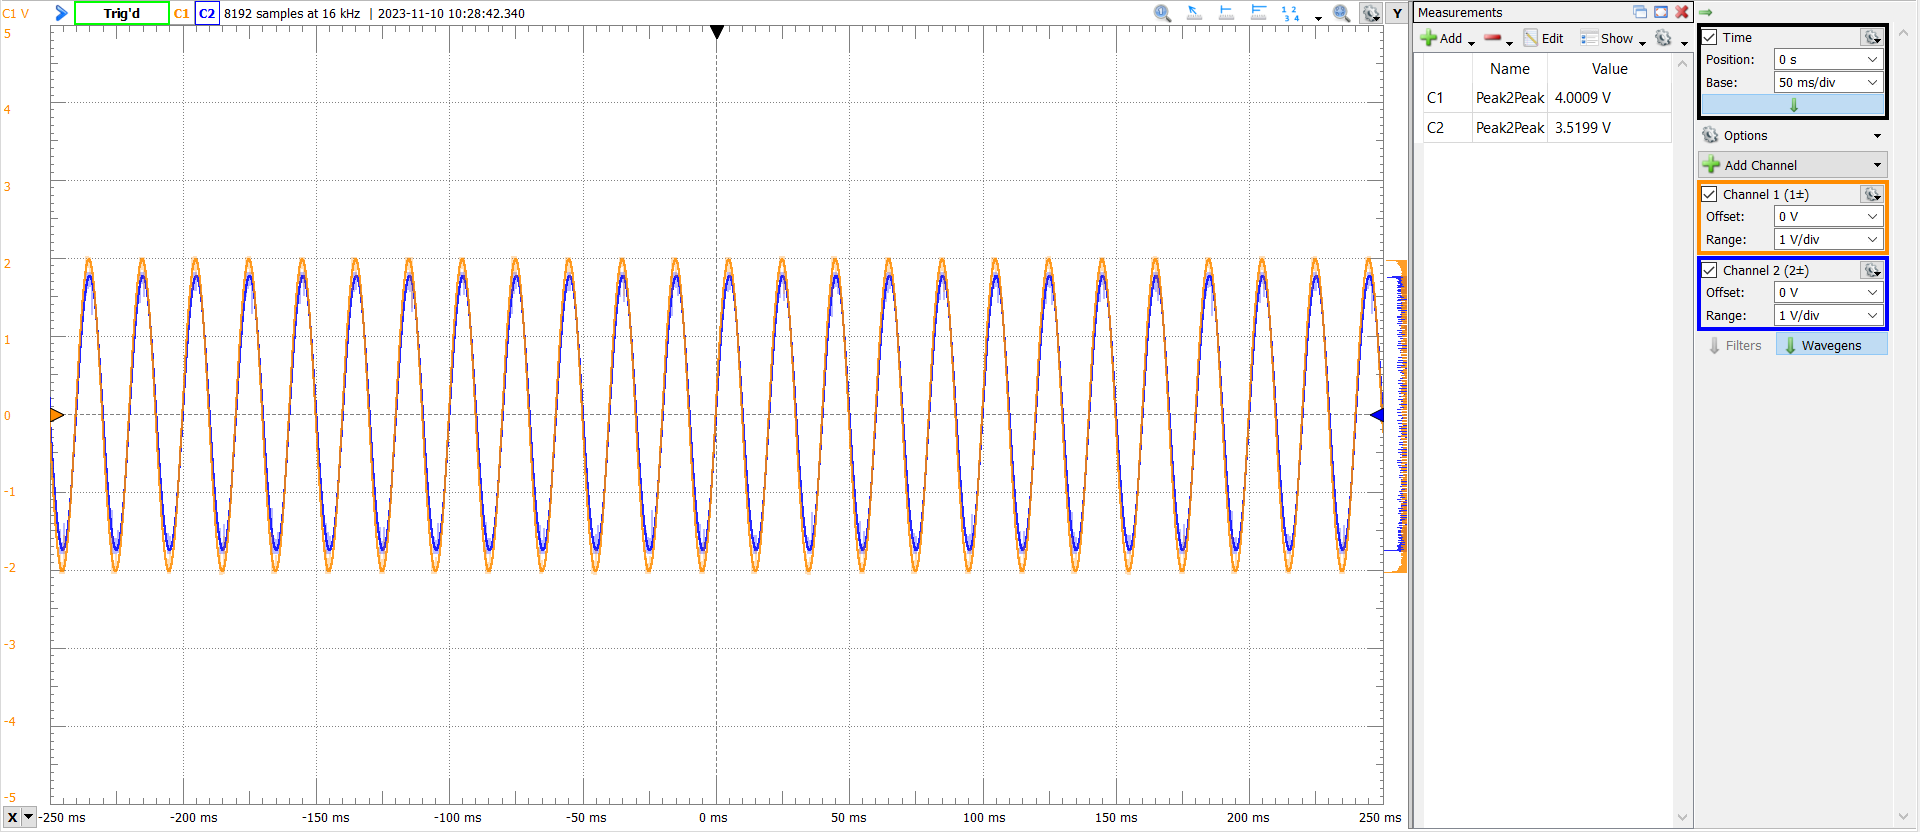 C1 V Trig'd C1 C2 8192 samples at 16 kHz | 2023-11-10 10:28:42.340 1 2 3 4 Y
5
4
3
2
1
0
-1
-2
-3
-4
-5
X -250 ms -200 ms -150 ms -100 ms -50 ms 0 ms 50 ms 100 ms 150 ms 200 ms 250 ms
Measurements
Add Edit Show
Name Value
C1 Peak2Peak 4.0009 V
C2 Peak2Peak 3.5199 V
Time
Position: 0 s
Base: 50 ms/div
Options
Add Channel
Channel 1 (1±)
Offset: 0 V
Range: 1 V/div
Channel 2 (2±)
Offset: 0 V
Range: 1 V/div
Filters Wavegens